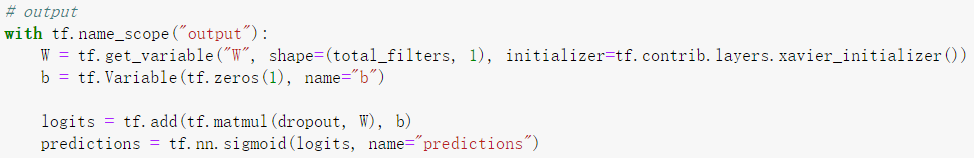 # output
with tf.name_scope("output"):
    W = tf.get_variable("W", shape=(total_filters, 1), initializer=tf.contrib.layers.xavier_initializer())
    b = tf.Variable(tf.zeros(1), name="b")

    logits = tf.add(tf.matmul(dropout, W), b)
    predictions = tf.nn.sigmoid(logits, name="predictions")